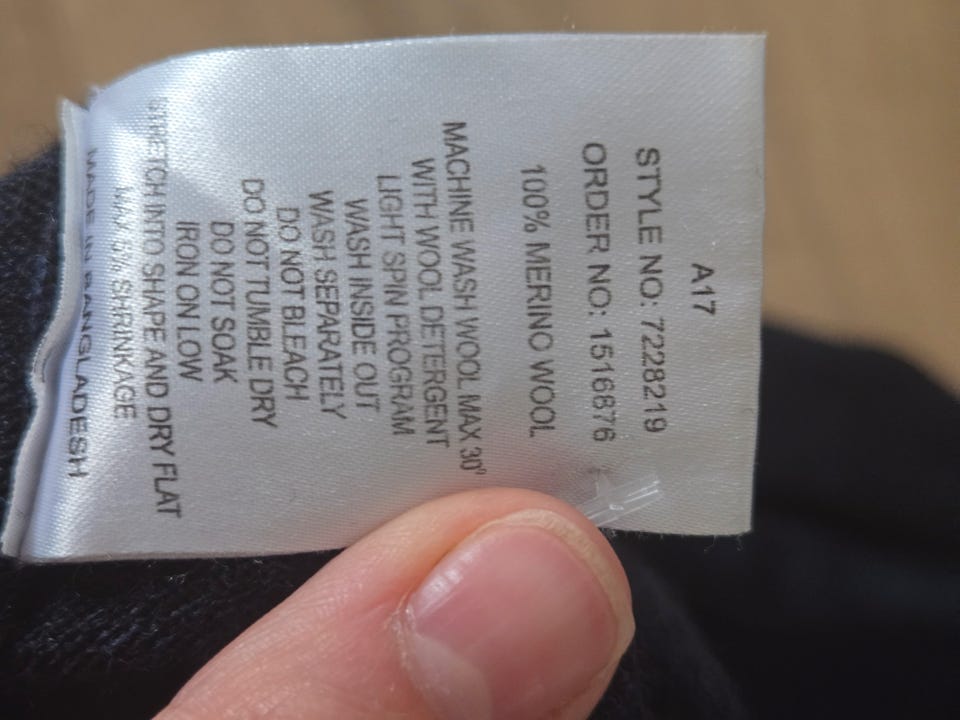 A17
STYLE NO: 7228219
ORDER NO: 1516876
100% MERINO WOOL
MACHINE WASH WOOL MAX 30⁰
WITH WOOL DETERGENT
LIGHT SPIN PROGRAM
WASH INSIDE OUT
WASH SEPARATELY
DO NOT BLEACH
DO NOT TUMBLE DRY
DO NOT SOAK
IRON ON LOW
STRETCH INTO SHAPE AND DRY FLAT
MAX 5% SHRINKAGE
MADE IN BANGLADESH